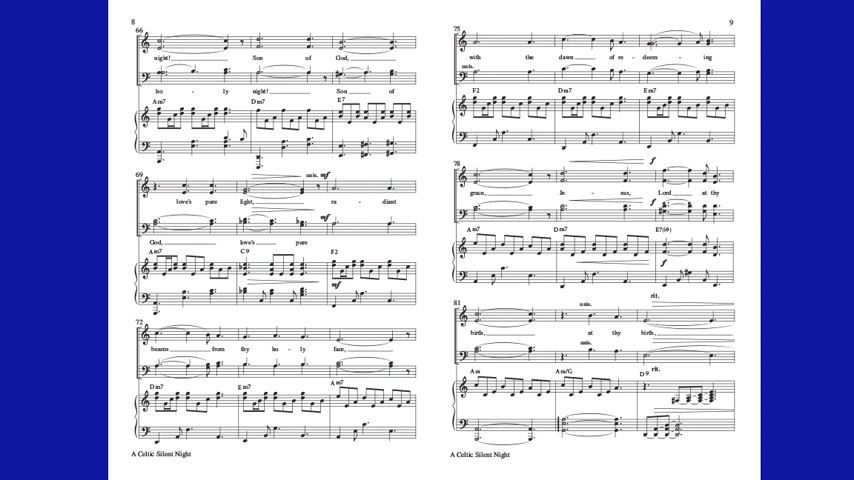 8
66
night! Son of God,
ho - ly night! Son of
Am7 Dm7 E7
69
unis. mf
love's pure light, ra - diant
mf
God, love's pure
Am7 C9 F2
mf
72
beams from thy ho - ly face,
Dm7 Em7 Am7
A Celtic Silent Night
9
75
with the dawn of re - deem - ing
unis.
F2 Dm7 Em7
78
f
grace, Je - sus, Lord at thy
f
Am7 Dm7 E7(♭9)
f
81
unis. rit.
birth, at thy birth,
unis.
rit.
Am Am/G D9
A Celtic Silent Night